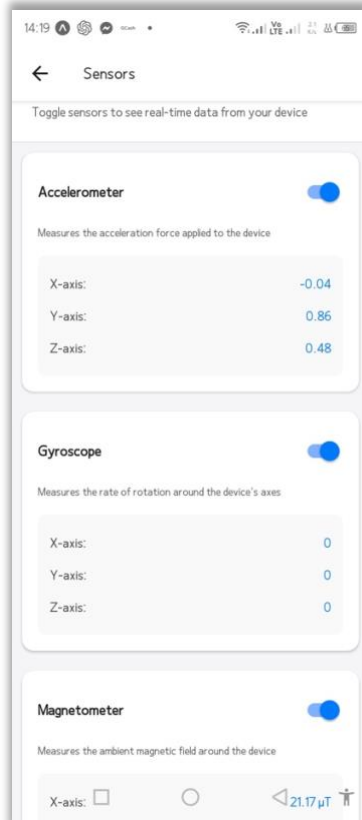 14:19
Vo
LTE
Sensors
Toggle sensors to see real-time data from your device
Accelerometer
Measures the acceleration force applied to the device
X-axis: -0.04
Y-axis: 0.86
Z-axis: 0.48
Gyroscope
Measures the rate of rotation around the device's axes
X-axis: 0
Y-axis: 0
Z-axis: 0
Magnetometer
Measures the ambient magnetic field around the device
X-axis: 21.17 μT